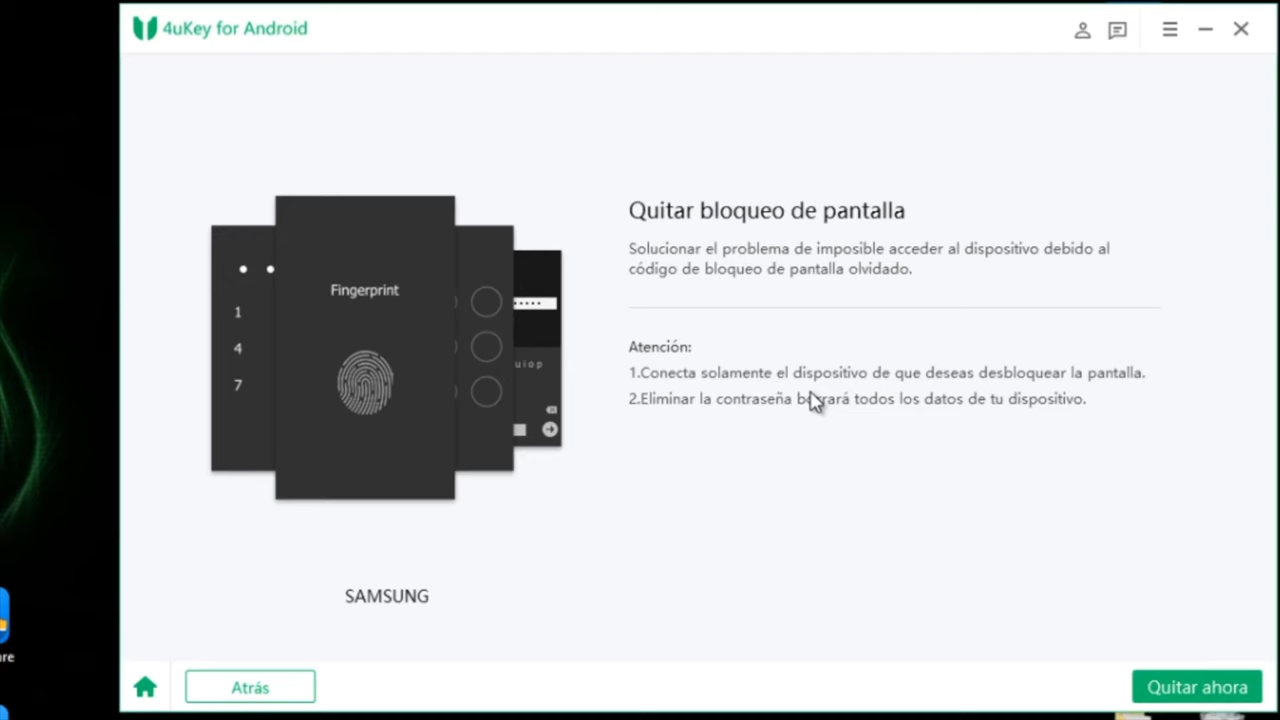 4uKey for Android
Fingerprint
1
4
7
uiop
SAMSUNG
Quitar bloqueo de pantalla
Solucionar el problema de imposible acceder al dispositivo debido al
código de bloqueo de pantalla olvidado.
Atención:
1.Conecta solamente el dispositivo de que deseas desbloquear la pantalla.
2.Eliminar la contraseña borrará todos los datos de tu dispositivo.
Atrás
Quitar ahora